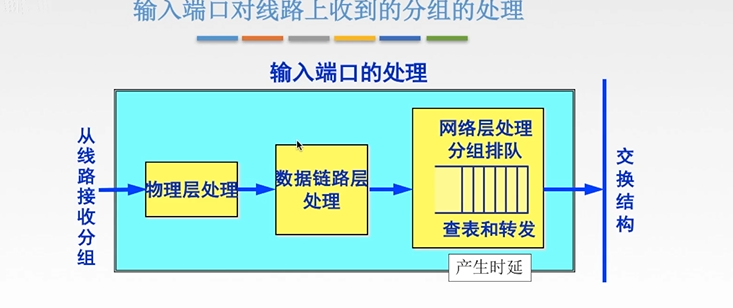 输入端口对线路上收到的分组的处理
输入端口的处理
从线路接收分组
物理层处理
数据链路层
处理
网络层处理
分组排队
查表和转发
产生时延
交换结构